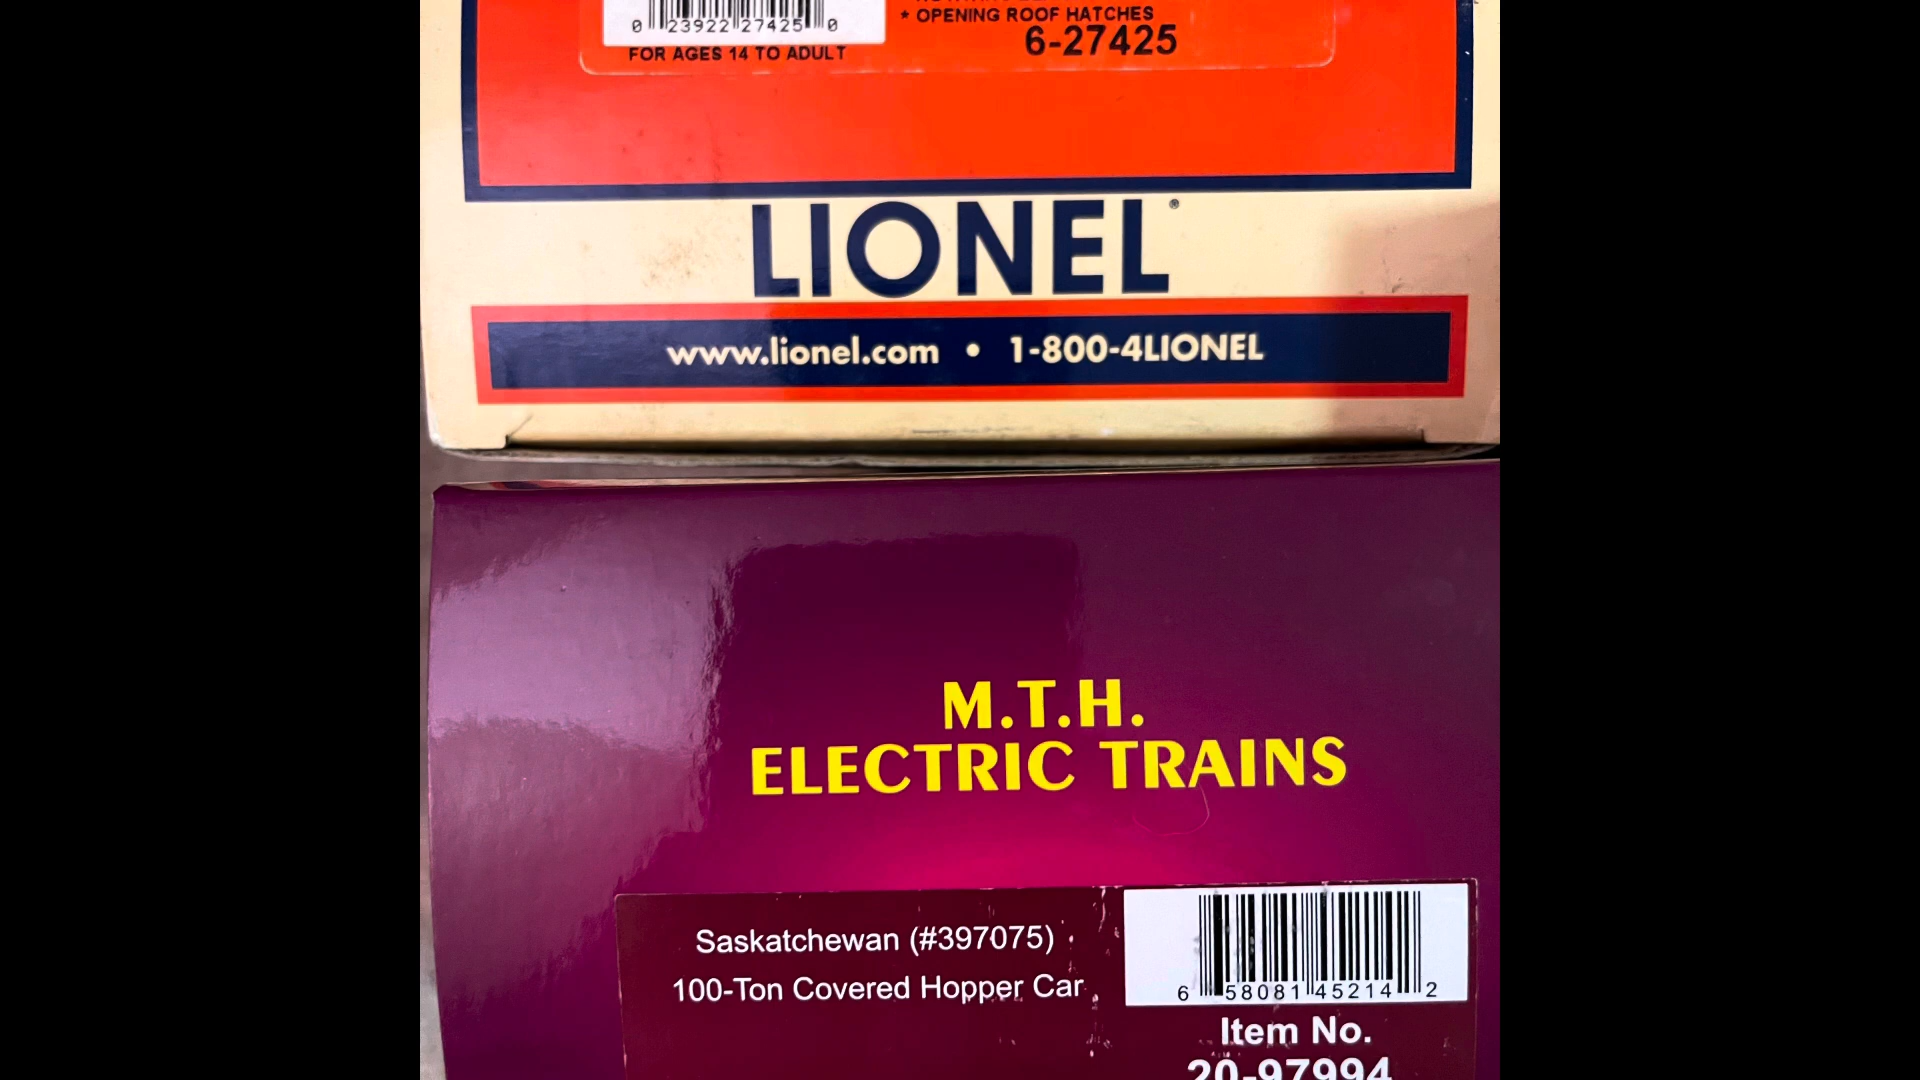 0 23922 27425 0
* OPENING ROOF HATCHES
6-27425
FOR AGES 14 TO ADULT
LIONEL®
www.lionel.com • 1-800-4LIONEL
M.T.H.
ELECTRIC TRAINS
Saskatchewan (#397075)
100-Ton Covered Hopper Car
6 58081 45214 2
Item No.
20-97994